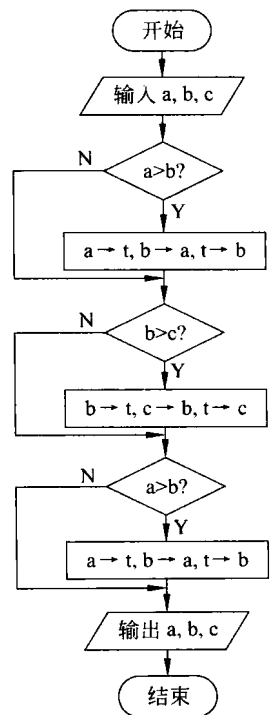 开始
输入 a, b, c
N
a>b?
Y
a→t, b→a, t→b
N
b>c?
Y
b→t, c→b, t→c
N
a>b?
Y
a→t, b→a, t→b
输出 a, b, c
结束